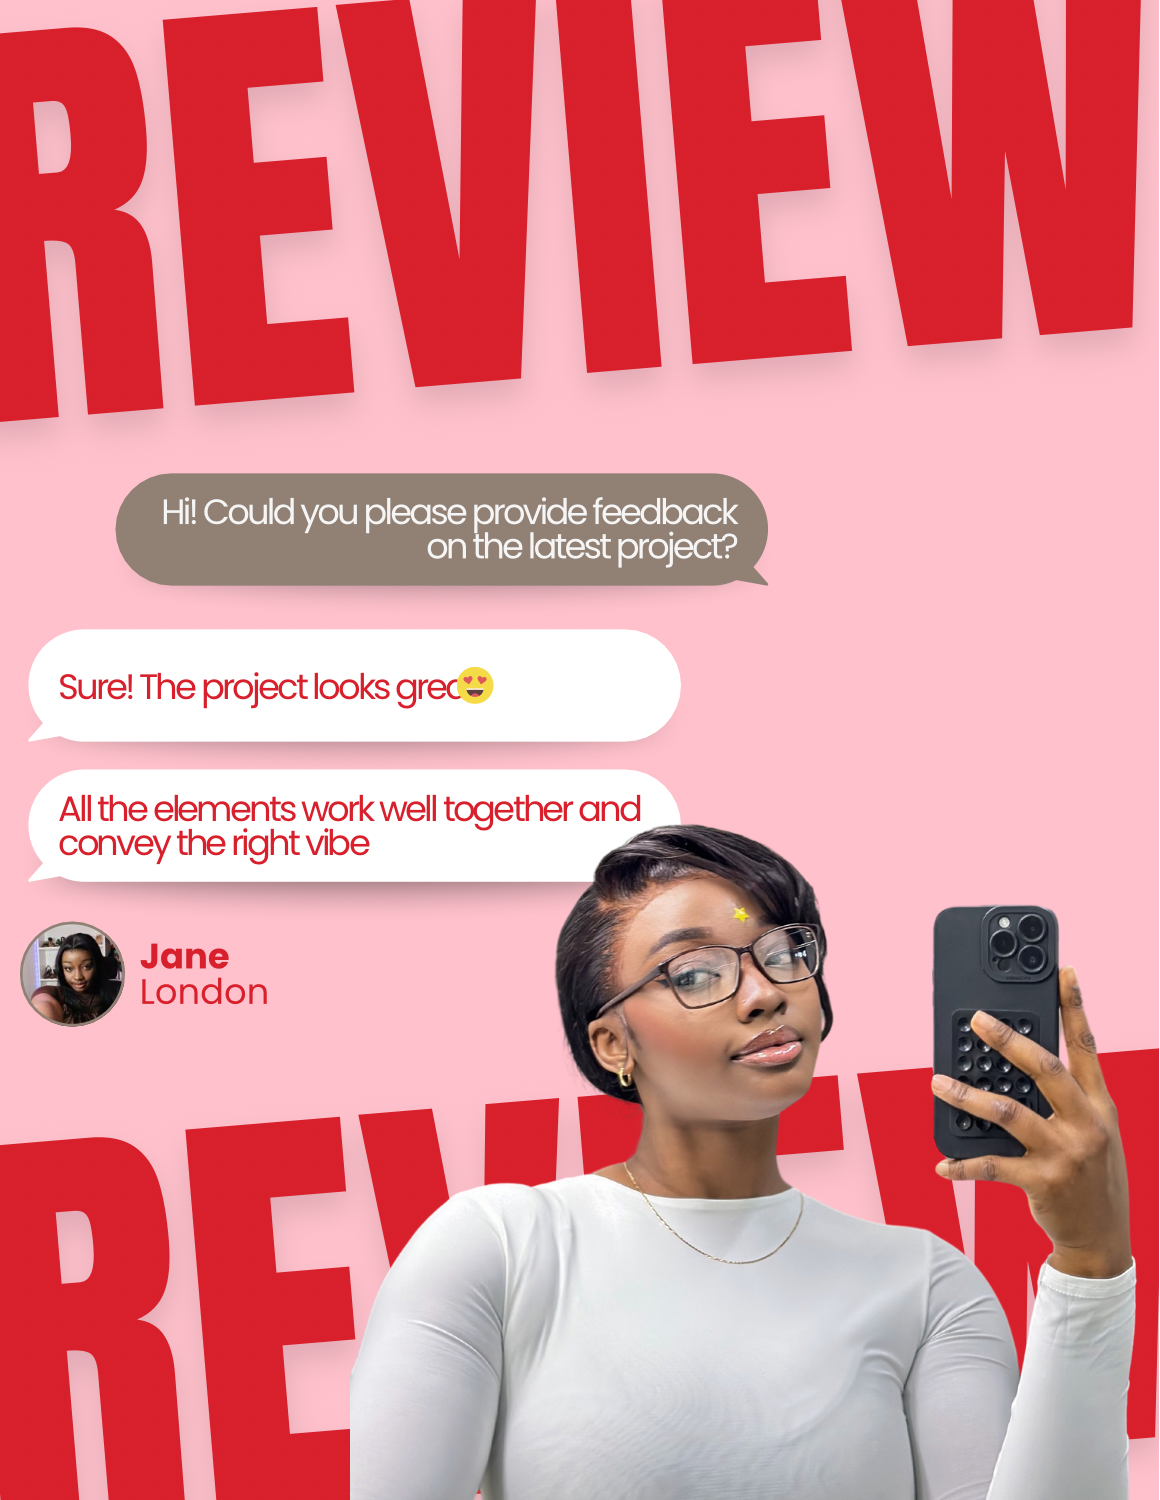 REVIEW
Hi! Could you please provide feedback
on the latest project?
Sure! The project looks grea
All the elements work well together and
convey the right vibe
Jane
London
REVIEW